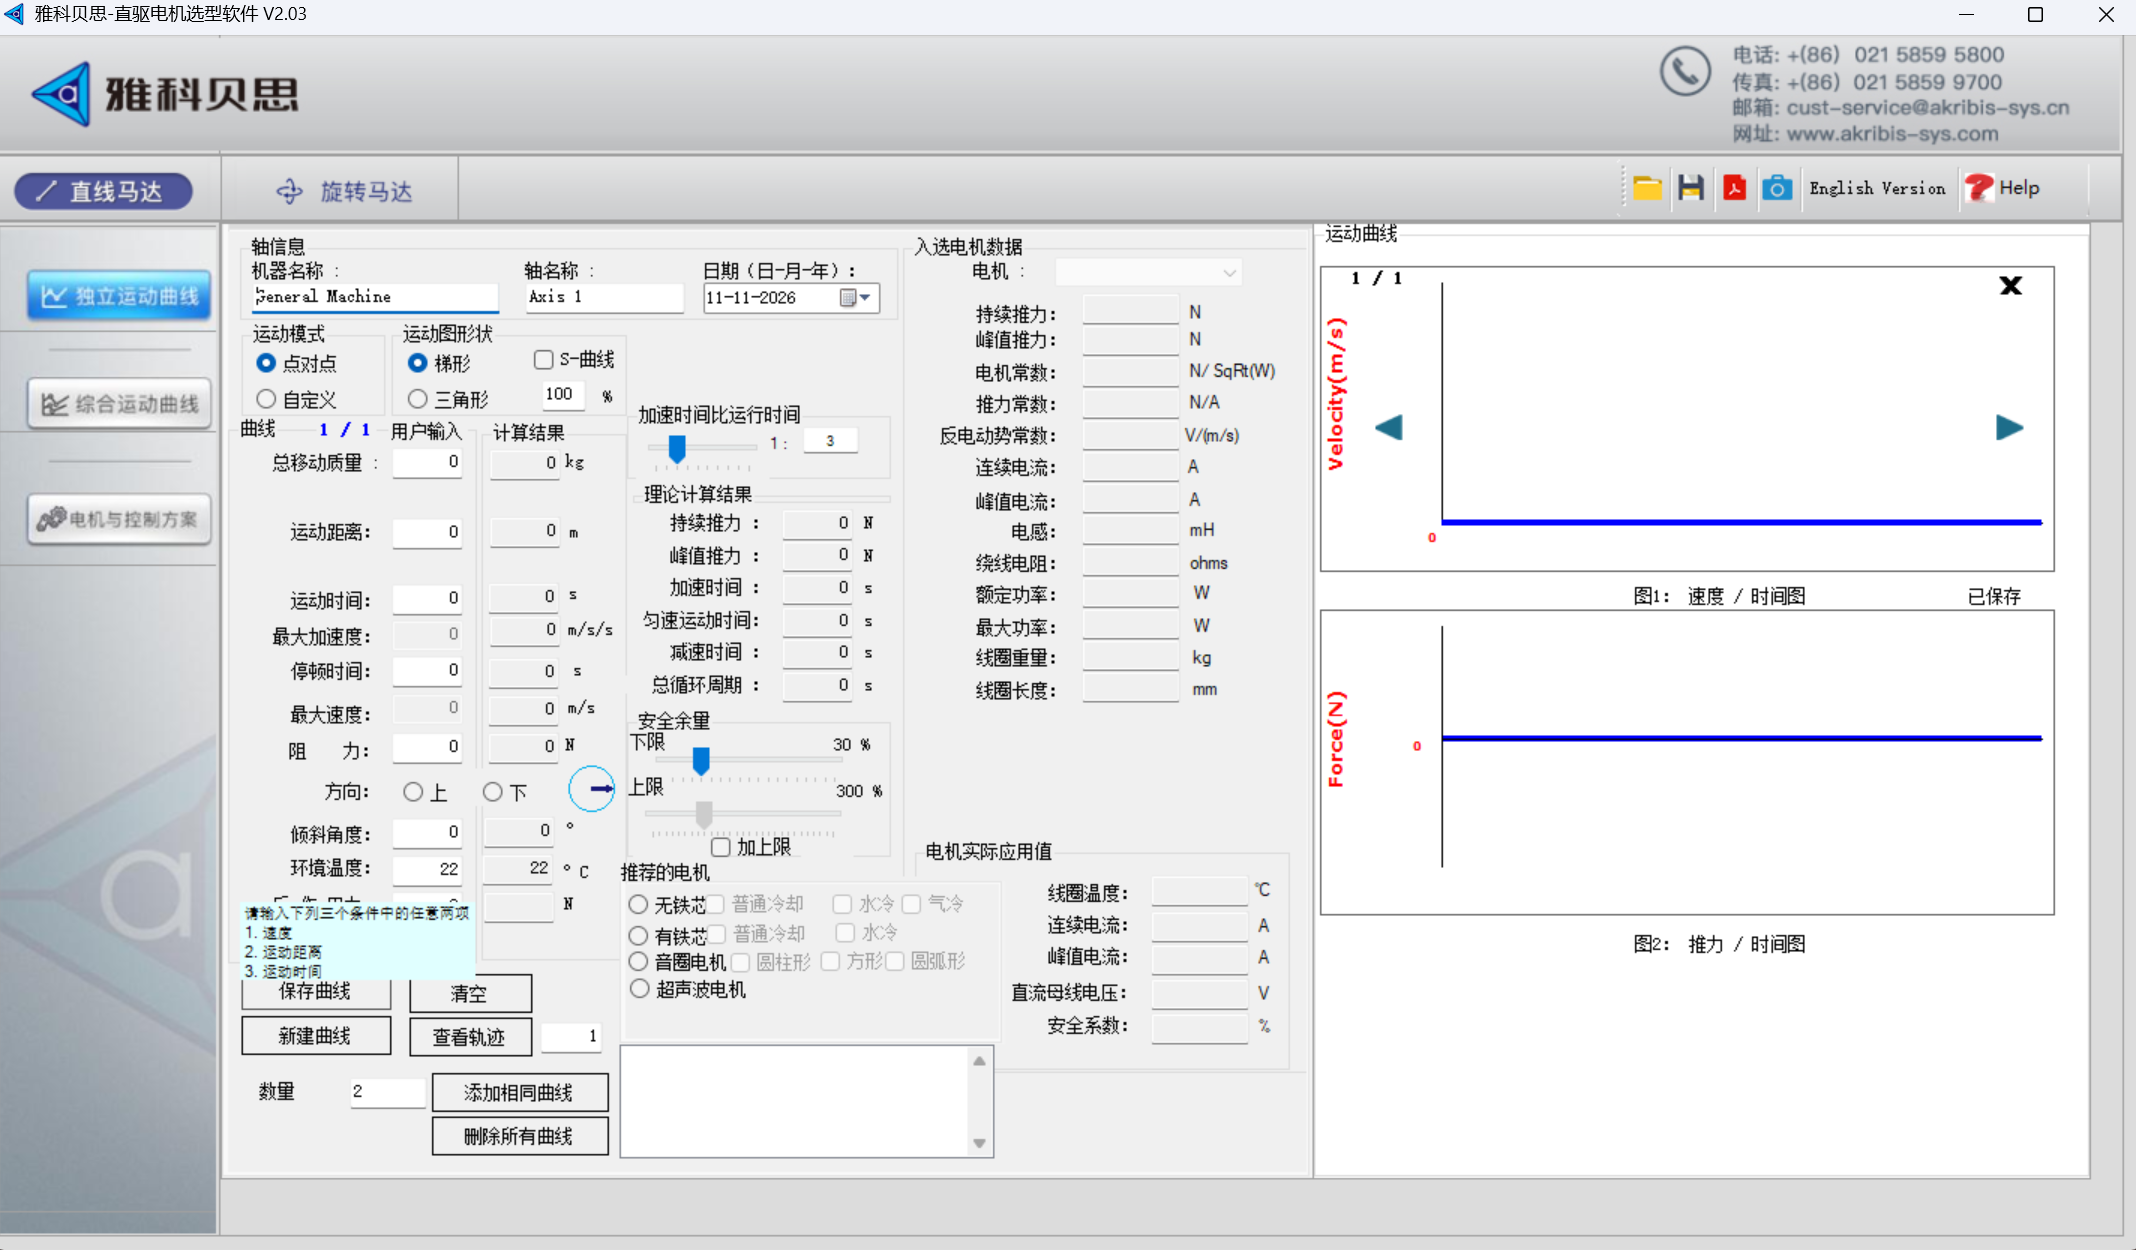 雅科贝思-直驱电机选型软件 V2.03
雅科贝思
电话: +(86) 021 5859 5800
传真: +(86) 021 5859 9700
邮箱: cust-service@akribis-sys.cn
网址: www.akribis-sys.com
直线马达
旋转马达
English Version
Help
独立运动曲线
综合运动曲线
电机与控制方案
轴信息
机器名称 :
轴名称 :
日期（日-月-年）:
General Machine
Axis 1
11-11-2026
运动模式
点对点
自定义
运动图形状
梯形
S-曲线
三角形
100 %
曲线 1 / 1 用户输入 计算结果
总移动质量 : 0 0 kg
运动距离: 0 0 m
运动时间: 0 0 s
最大加速度: 0 0 m/s/s
停顿时间: 0 0 s
最大速度: 0 0 m/s
阻 力: 0 0 N
方向: 上 下
倾斜角度: 0 0 °
环境温度: 22 22 °C
N
请输入下列三个条件中的任意两项
1. 速度
2. 运动距离
3. 运动时间
保存曲线
清空
新建曲线
查看轨迹
1
数量
2
添加相同曲线
删除所有曲线
加速时间比运行时间
1: 3
理论计算结果
持续推力 : 0 N
峰值推力 : 0 N
加速时间 : 0 s
匀速运动时间: 0 s
减速时间 : 0 s
总循环周期 : 0 s
安全余量
下限 30 %
上限 300 %
加上限
推荐的电机
无铁芯 普通冷却 水冷 气冷
有铁芯 普通冷却 水冷
音圈电机 圆柱形 方形 圆弧形
超声波电机
入选电机数据
电机 :
持续推力: N
峰值推力: N
电机常数: N/ SqRt(W)
推力常数: N/A
反电动势常数: V/(m/s)
连续电流: A
峰值电流: A
电感: mH
绕线电阻: ohms
额定功率: W
最大功率: W
线圈重量: kg
线圈长度: mm
电机实际应用值
线圈温度: ℃
连续电流: A
峰值电流: A
直流母线电压: V
安全系数: %
运动曲线
1 / 1
X
Velocity(m/s)
0
图1: 速度 / 时间图
已保存
Force(N)
0
图2: 推力 / 时间图